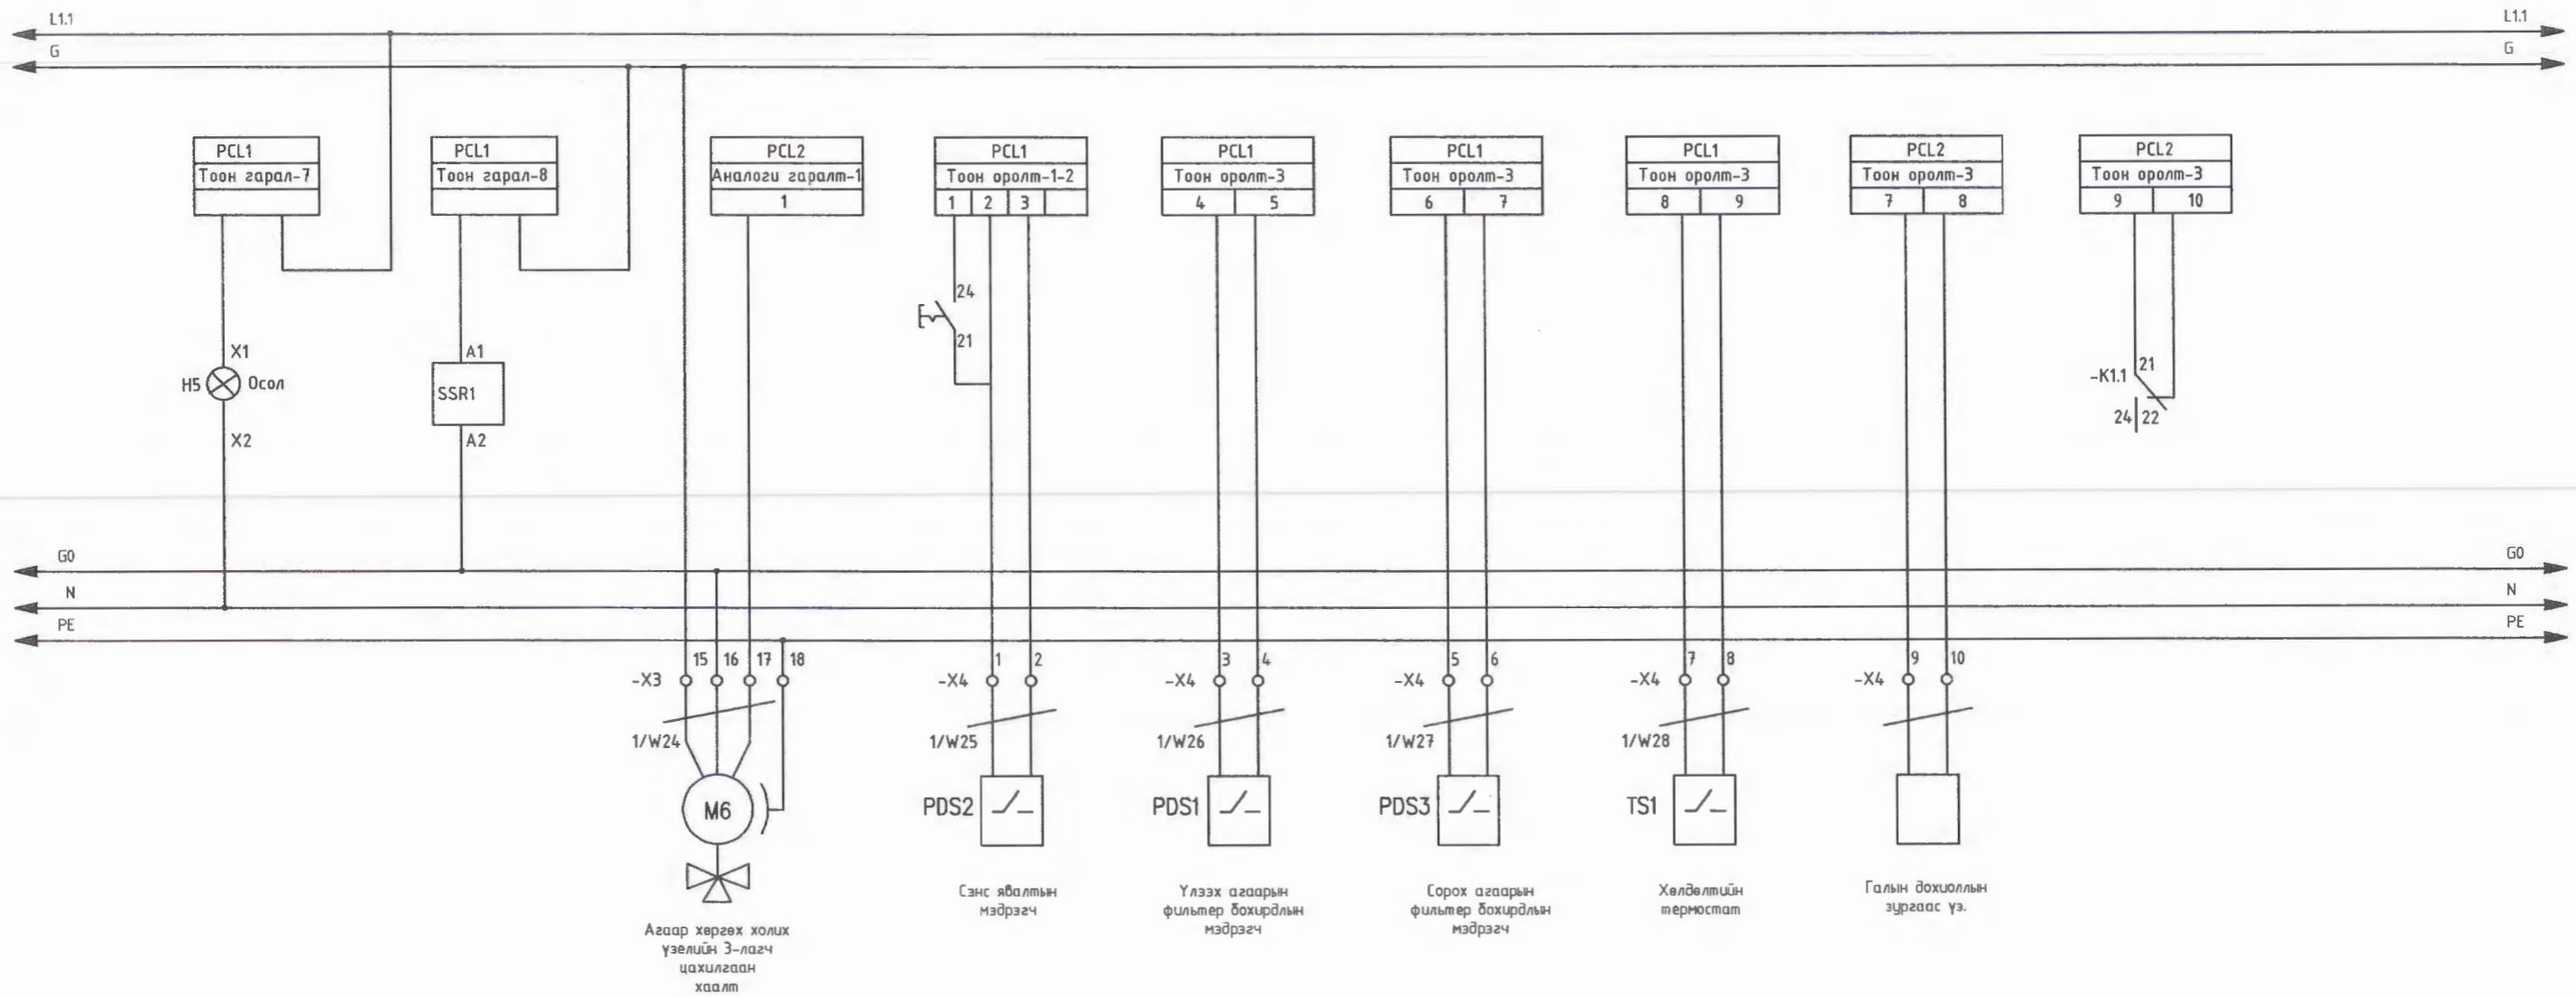 L1.1 L1.1
G G
PCL1 PCL1 PCL2 PCL1 PCL1 PCL1 PCL1 PCL2 PCL2
Тоон гарал-7 Тоон гарал-8 Аналоги гаралт-1 Тоон оролт-1-2 Тоон оролт-3 Тоон оролт-3 Тоон оролт-3 Тоон оролт-3 Тоон оролт-3
1 1 2 3 4 5 6 7 8 9 7 8 9 10
24
21
X1 A1 21
H5 Осол SSR1 -K1.1
X2 A2 24 22
G0 G0
N N
PE PE
15 16 17 18 1 2 3 4 5 6 7 8 9 10
-X3 -X4 -X4 -X4 -X4 -X4
1/W24 1/W25 1/W26 1/W27 1/W28
M6 PDS2 PDS1 PDS3 TS1
Сэнс явалтын
мэдрэгч
Үлээх агаарын
фильтер бохирдлын
мэдрэгч
Сорох агаарын
фильтер бохирдлын
мэдрэгч
Хөлдөлтийн
термостат
Галын дохиоллын
зургаас үз.
Агаар хөргөх холих
үзелийн 3-лагч
цахилгаан
хаалт